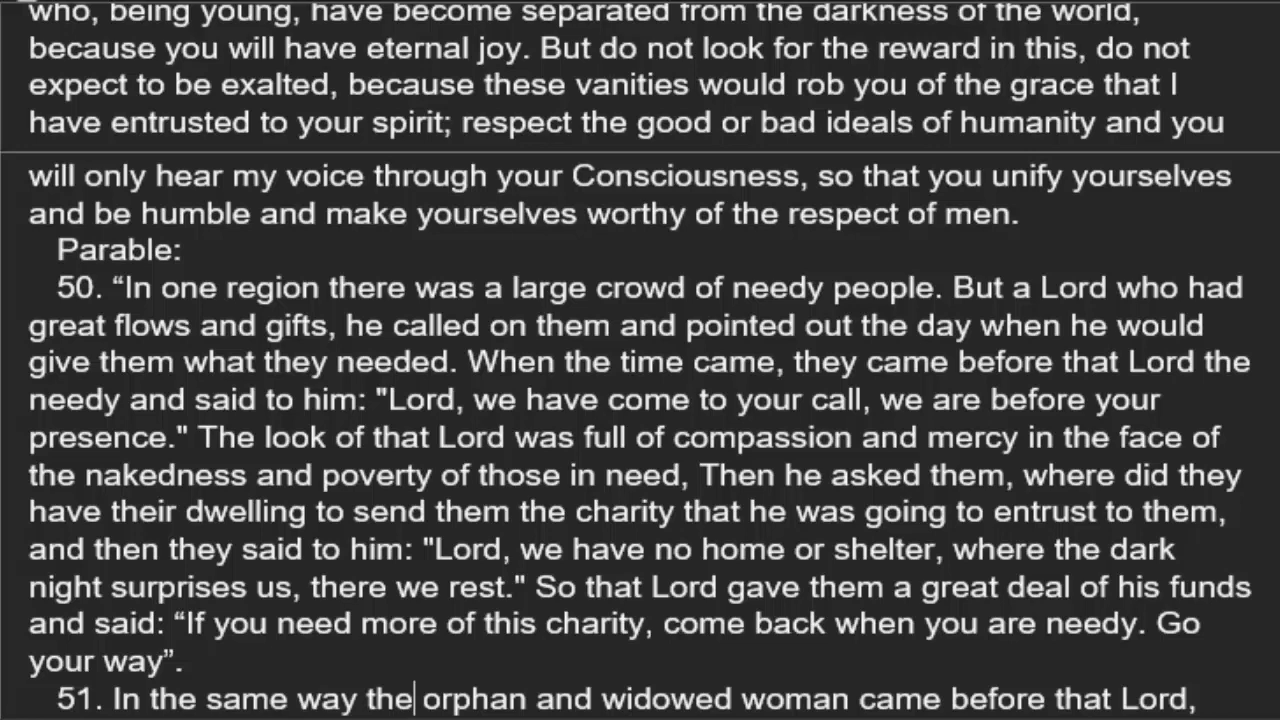 who, being young, have become separated from the darkness of the world,
because you will have eternal joy. But do not look for the reward in this, do not
expect to be exalted, because these vanities would rob you of the grace that I
have entrusted to your spirit; respect the good or bad ideals of humanity and you
will only hear my voice through your Consciousness, so that you unify yourselves
and be humble and make yourselves worthy of the respect of men.
Parable:
50. “In one region there was a large crowd of needy people. But a Lord who had
great flows and gifts, he called on them and pointed out the day when he would
give them what they needed. When the time came, they came before that Lord the
needy and said to him: "Lord, we have come to your call, we are before your
presence." The look of that Lord was full of compassion and mercy in the face of
the nakedness and poverty of those in need, Then he asked them, where did they
have their dwelling to send them the charity that he was going to entrust to them,
and then they said to him: "Lord, we have no home or shelter, where the dark
night surprises us, there we rest." So that Lord gave them a great deal of his funds
and said: “If you need more of this charity, come back when you are needy. Go
your way”.
51. In the same way the orphan and widowed woman came before that Lord,